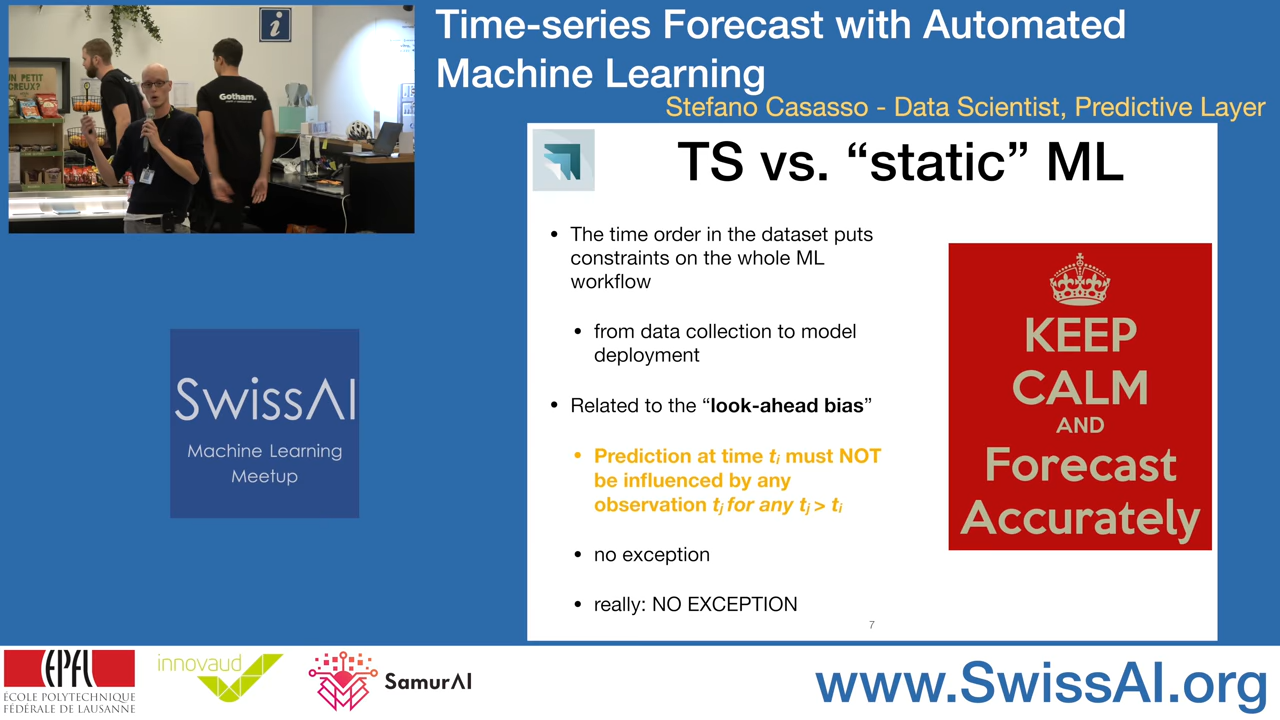 Time-series Forecast with Automated
Machine Learning
Stefano Casasso - Data Scientist, Predictive Layer
UN PETIT
CREUX?
Gotham.
TS vs. “static” ML
• The time order in the dataset puts
constraints on the whole ML
workflow
• from data collection to model
deployment
• Related to the “look-ahead bias”
• Prediction at time ti must NOT
be influenced by any
observation tj for any tj > ti
• no exception
• really: NO EXCEPTION
7
KEEP
CALM
AND
Forecast
Accurately
SwissAI
Machine Learning
Meetup
EPFL
ÉCOLE POLYTECHNIQUE
FÉDÉRALE DE LAUSANNE
innovaud
SamurAI
www.SwissAI.org